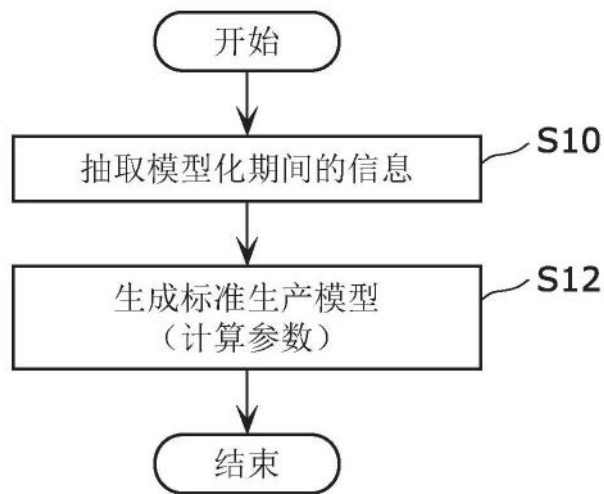 开始
抽取模型化期间的信息
S10
生成标准生产模型
（计算参数）
S12
结束